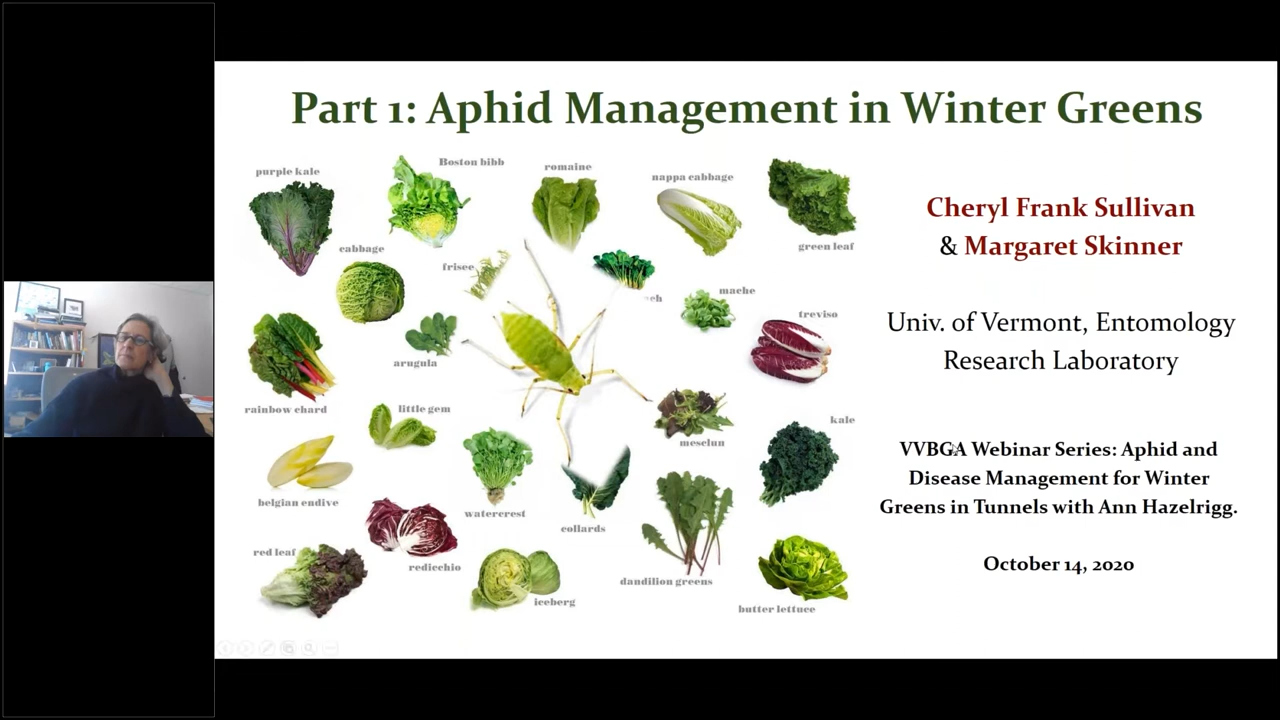 Part 1: Aphid Management in Winter Greens
purple kale
Boston bibb
romaine
nappa cabbage
green leaf
cabbage
frisee
mache
treviso
arugula
rainbow chard
little gem
mesclun
kale
belgian endive
watercrest
collards
red leaf
redicchio
iceberg
dandilion greens
butter lettuce
Cheryl Frank Sullivan
& Margaret Skinner
Univ. of Vermont, Entomology
Research Laboratory
VVBGA Webinar Series: Aphid and
Disease Management for Winter
Greens in Tunnels with Ann Hazelrigg.
October 14, 2020